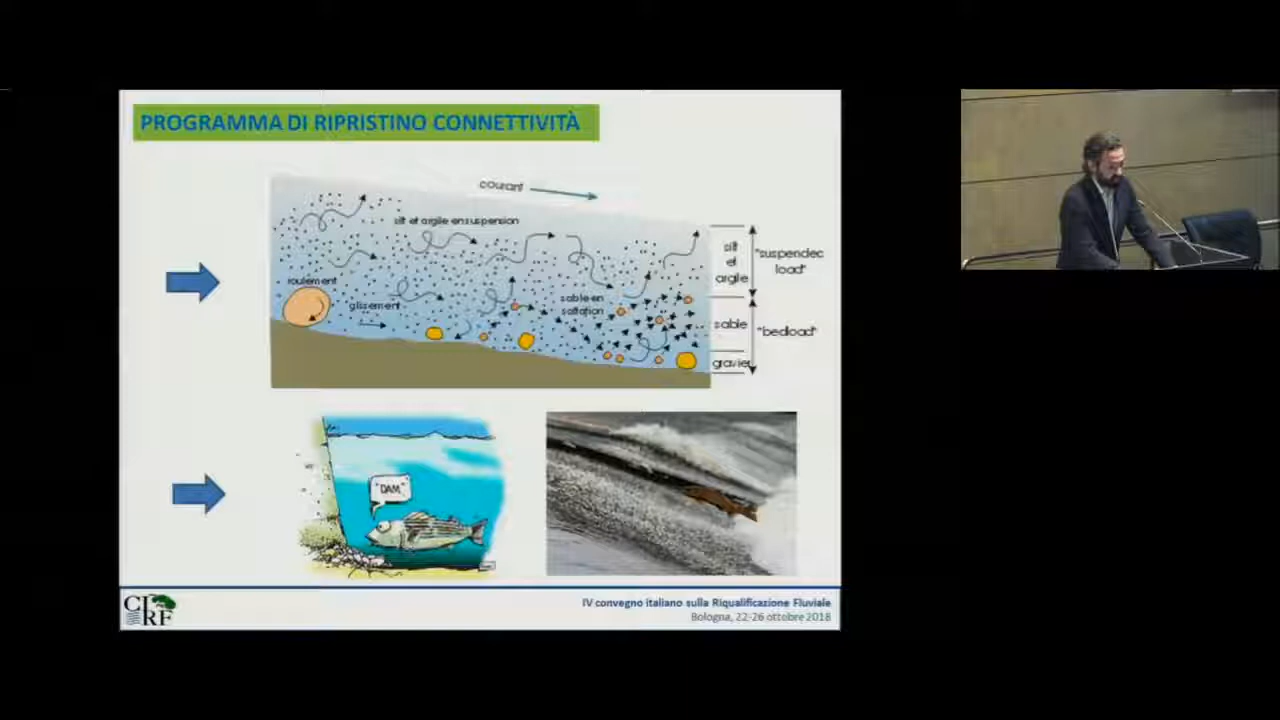 PROGRAMMA DI RIPRISTINO CONNETTIVITÀ
courant
silt et argile en suspension
silt
et
argile
"suspended
load"
roulement
glissement
sable en
saltation
sable
"bedload"
gravier
"DAM"
CIRF
IV convegno italiano sulla Riqualificazione Fluviale
Bologna, 22-26 ottobre 2018